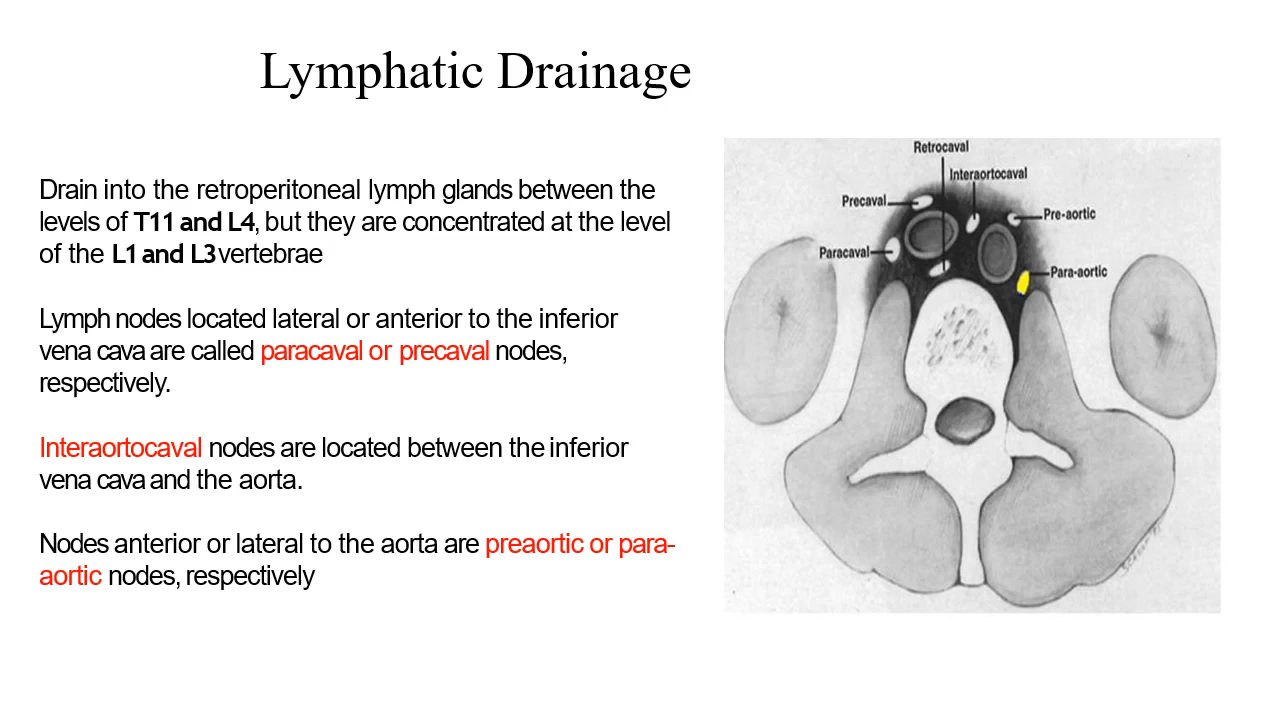 Lymphatic Drainage
Drain into the retroperitoneal lymph glands between the
levels of T11 and L4, but they are concentrated at the level
of the L1 and L3 vertebrae
Lymph nodes located lateral or anterior to the inferior
vena cava are called paracaval or precaval nodes,
respectively.
Interaortocaval nodes are located between the inferior
vena cava and the aorta.
Nodes anterior or lateral to the aorta are preaortic or para-
aortic nodes, respectively
Retrocaval
Interaortocaval
Precaval
Pre-aortic
Paracaval
Para-aortic